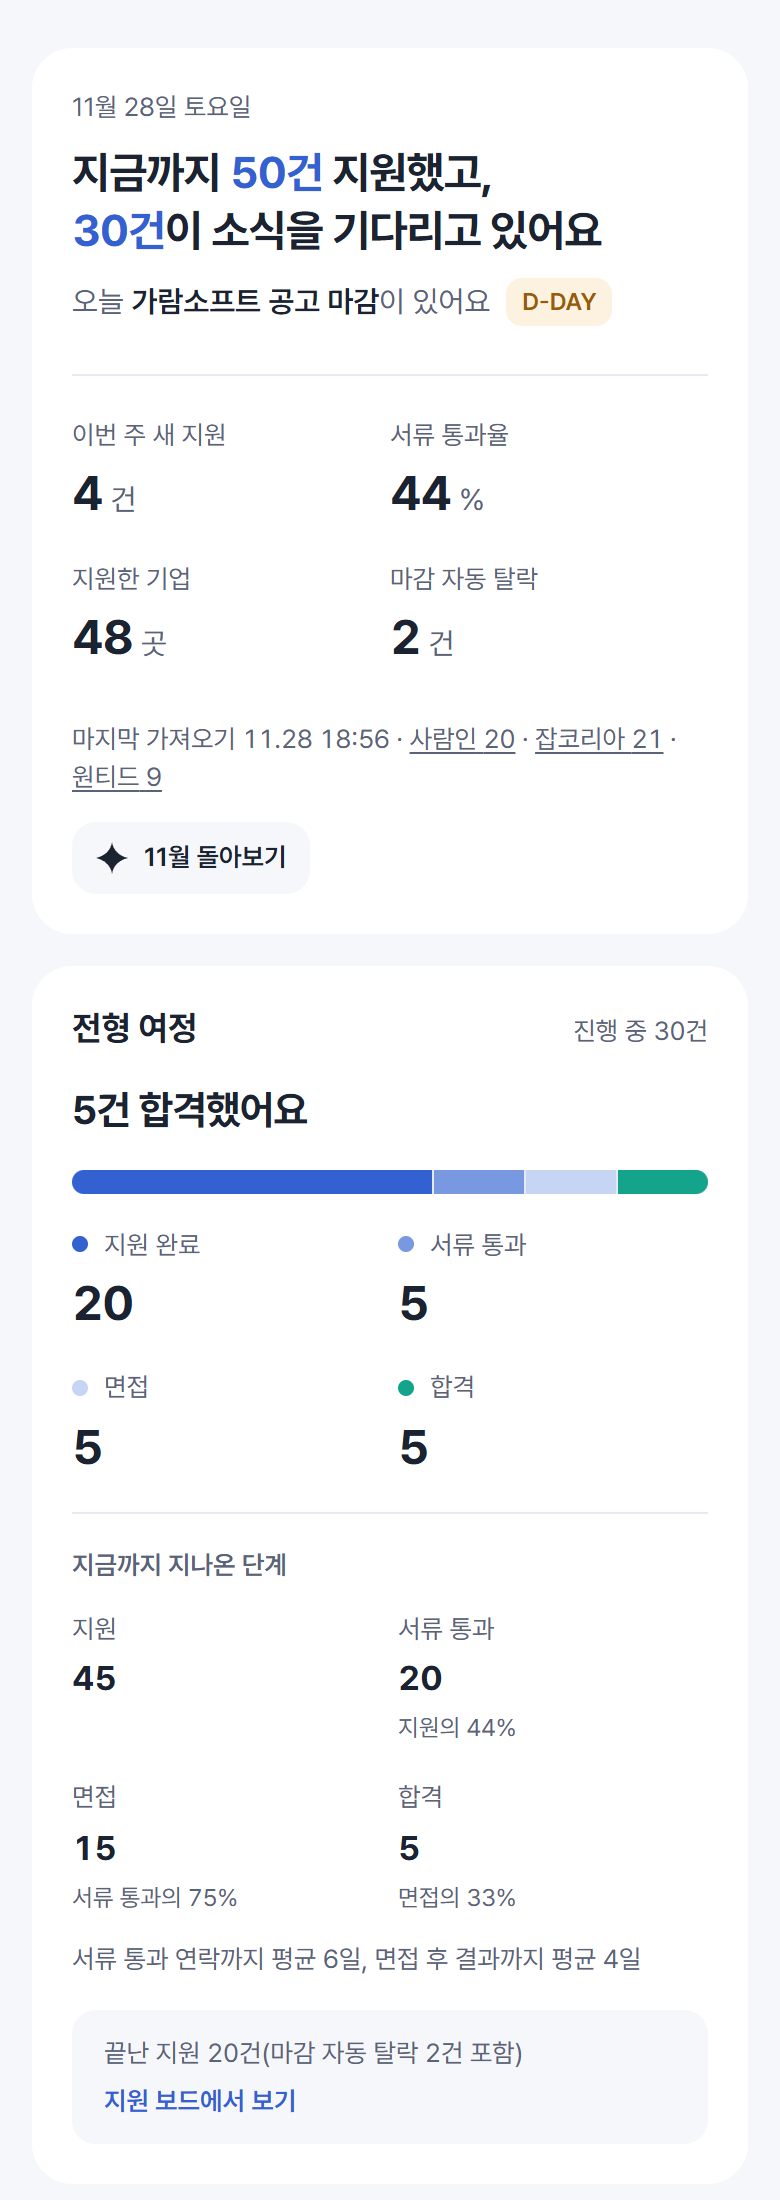 11월 28일 토요일
지금까지 50건 지원했고,
30건이 소식을 기다리고 있어요
오늘 가람소프트 공고 마감이 있어요 D-DAY
이번 주 새 지원
4 건
서류 통과율
44 %
지원한 기업
48 곳
마감 자동 탈락
2 건
마지막 가져오기 11.28 18:56 · 사람인 20 · 잡코리아 21 ·
원티드 9
11월 돌아보기
전형 여정
진행 중 30건
5건 합격했어요
지원 완료
20
서류 통과
5
면접
5
합격
5
지금까지 지나온 단계
지원
45
서류 통과
20
지원의 44%
면접
15
서류 통과의 75%
합격
5
면접의 33%
서류 통과 연락까지 평균 6일, 면접 후 결과까지 평균 4일
끝난 지원 20건(마감 자동 탈락 2건 포함)
지원 보드에서 보기